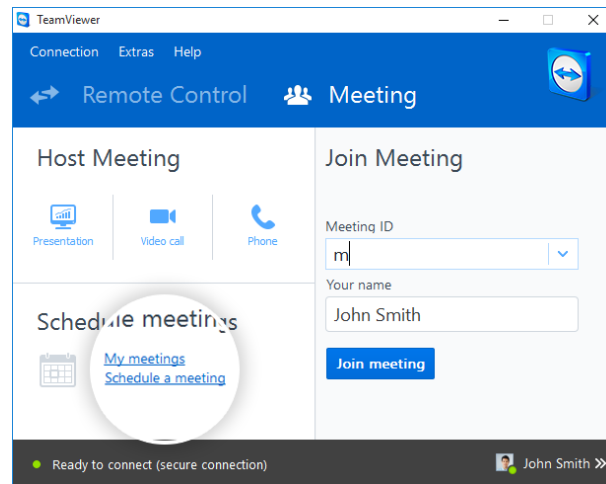 TeamViewer
Connection Extras Help
Remote Control Meeting
Host Meeting
Presentation Video call Phone
Schedule meetings
My meetings
Schedule a meeting
Join Meeting
Meeting ID
m
Your name
John Smith
Join meeting
Ready to connect (secure connection) John Smith